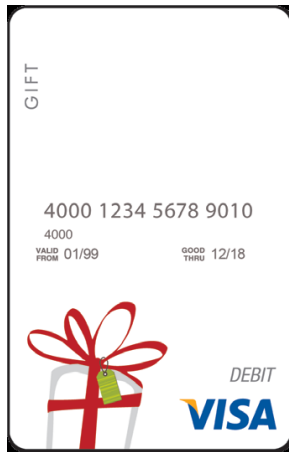 GIFT
4000 1234 5678 9010
4000
VALID FROM 01/99 GOOD THRU 12/18
DEBIT
VISA